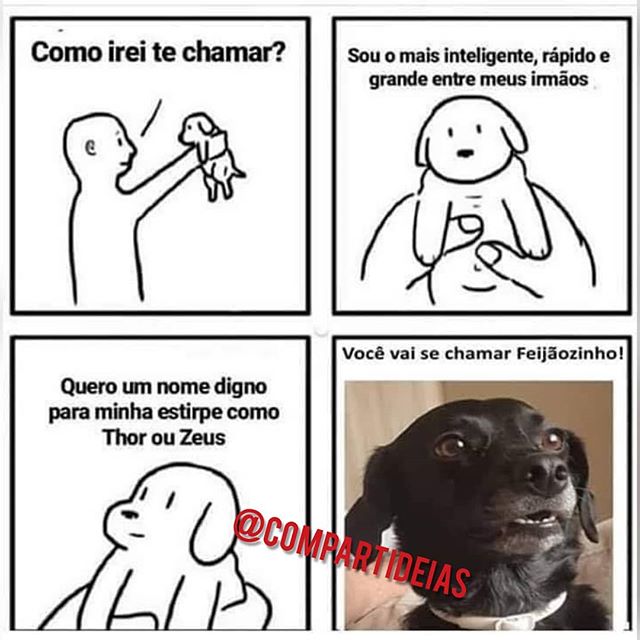 Como irei te chamar?
Sou o mais inteligente, rápido e
grande entre meus irmãos
Quero um nome digno
para minha estirpe como
Thor ou Zeus
Você vai se chamar Feijãozinho!
@COMPARTIDEIAS